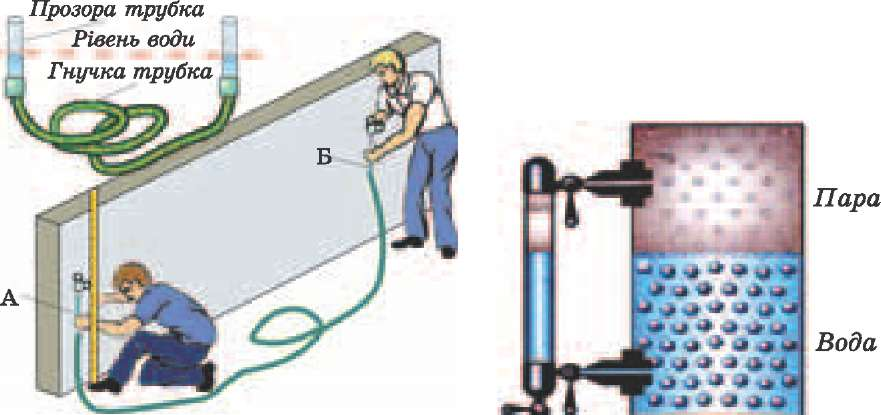 Прозора трубка
Рівень води
Гнучка трубка
Б
А
Пара
Вода